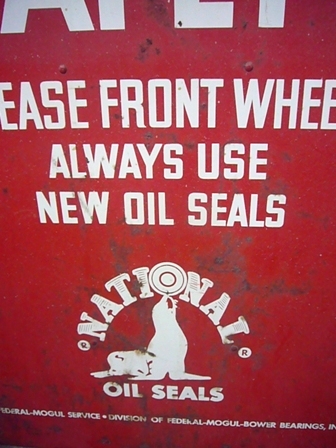 EASE FRONT WHEE
ALWAYS USE
NEW OIL SEALS
NATIONAL
® ®
OIL SEALS
FEDERAL-MOGUL SERVICE • DIVISION OF FEDERAL-MOGUL-BOWER BEARINGS, IN